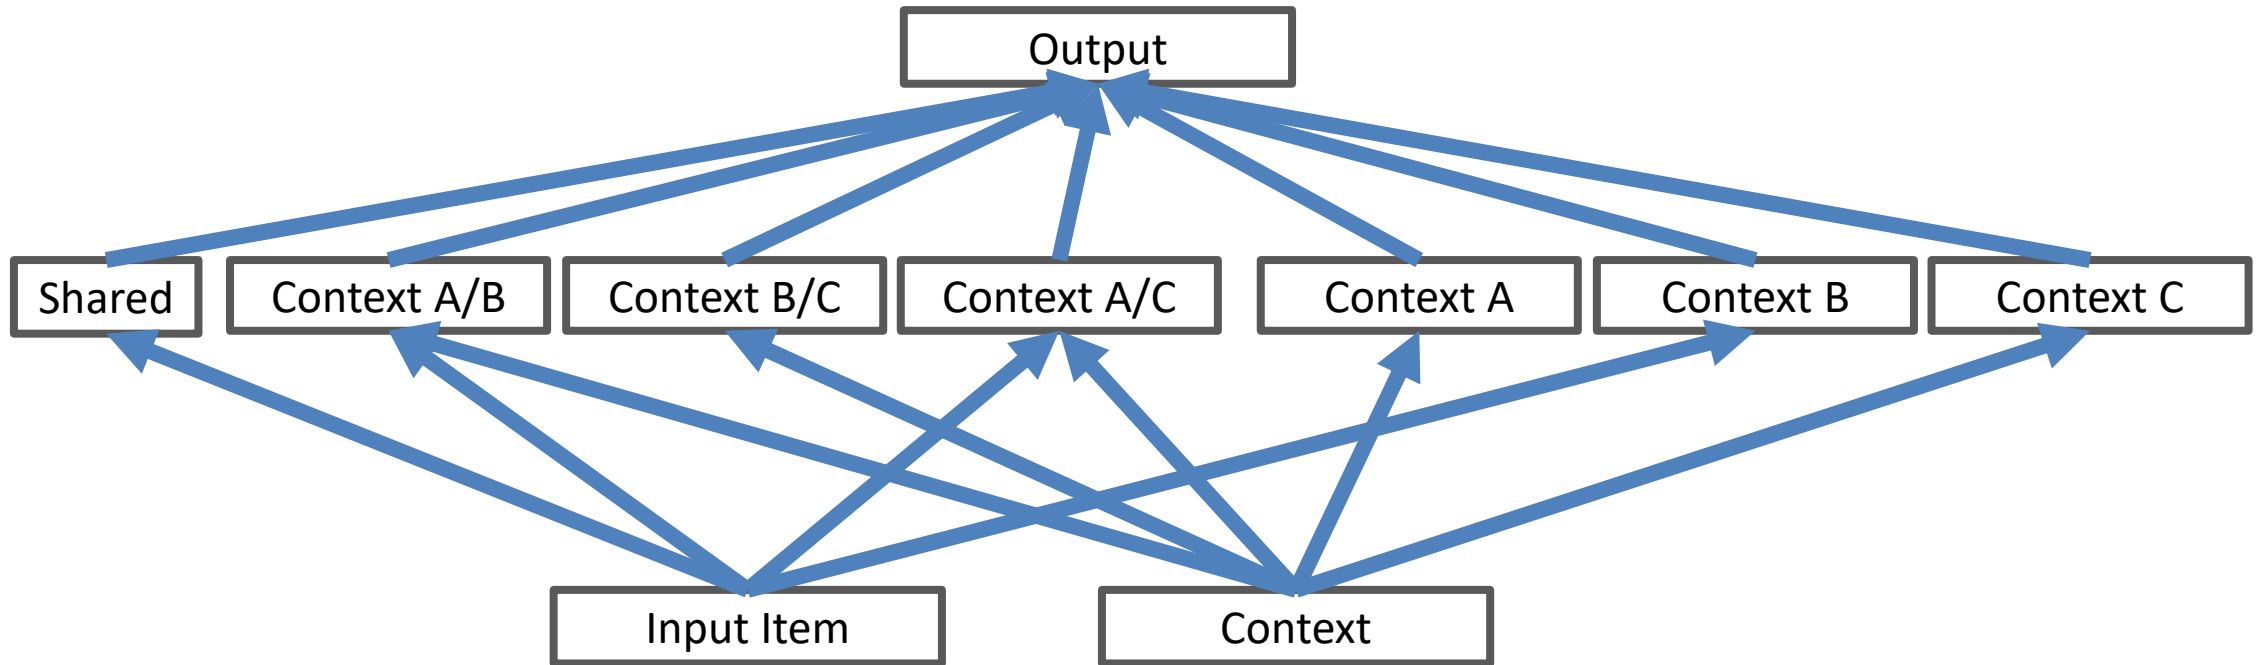 Output
Shared
Context A/B
Context B/C
Context A/C
Context A
Context B
Context C
Input Item
Context